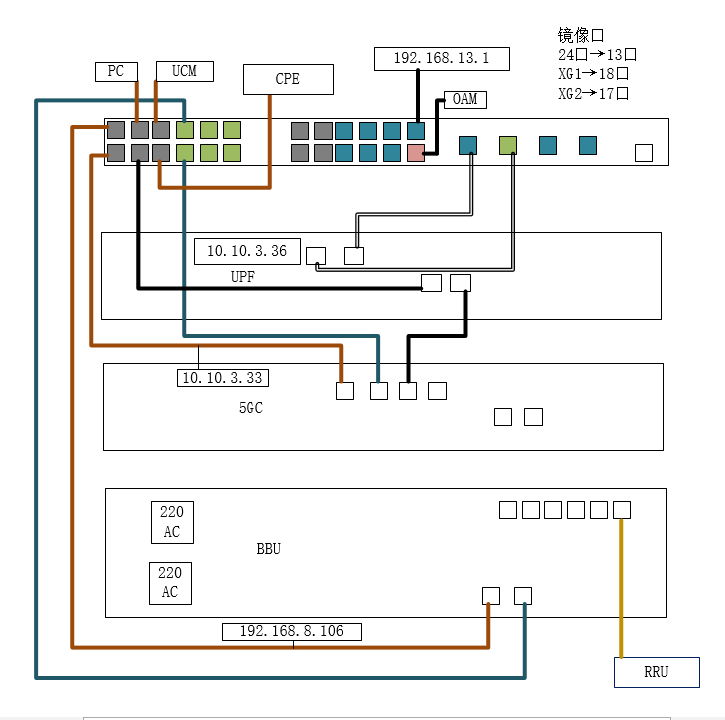 镜像口
24口→13口
XG1→18口
XG2→17口
192.168.13.1
PC
UCM
CPE
OAM
10.10.3.36
UPF
10.10.3.33
5GC
220
AC
BBU
220
AC
192.168.8.106
RRU